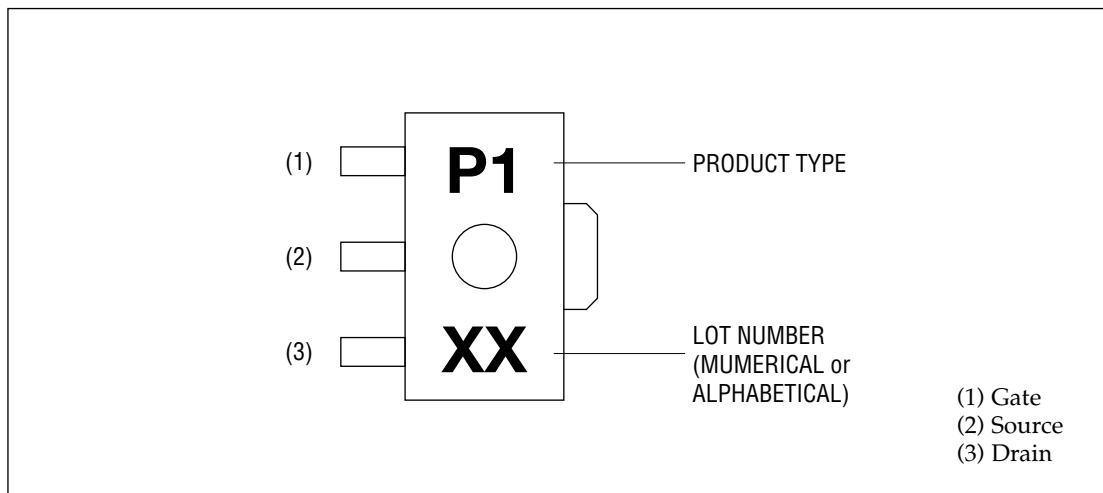 (1)
P1
PRODUCT TYPE
(2)
(3)
XX
LOT NUMBER
(MUMERICAL or
ALPHABETICAL)
(1) Gate
(2) Source
(3) Drain